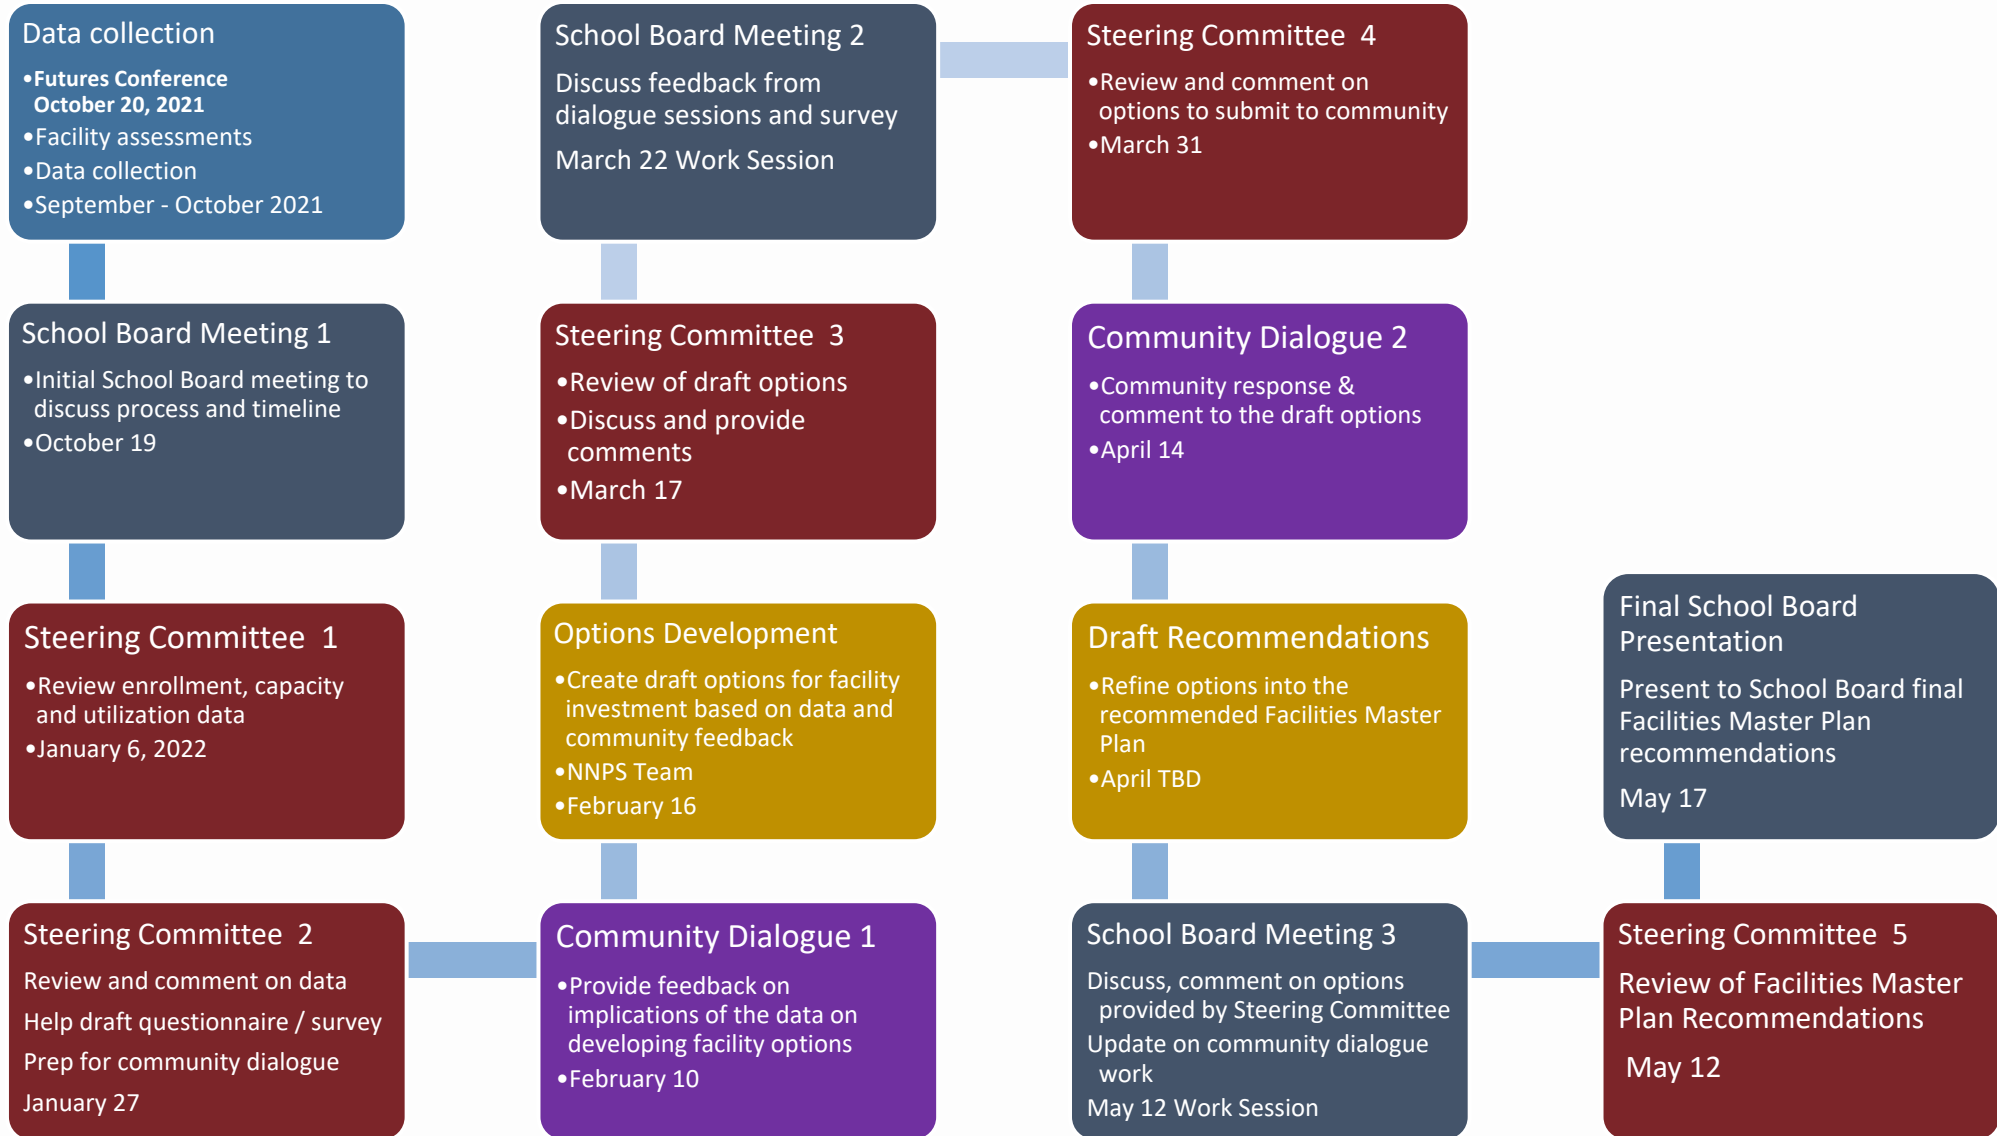 Data collection
•Futures Conference
October 20, 2021
•Facility assessments
•Data collection
•September - October 2021
School Board Meeting 1
•Initial School Board meeting to
discuss process and timeline
•October 19
Steering Committee 1
•Review enrollment, capacity
and utilization data
•January 6, 2022
Steering Committee 2
Review and comment on data
Help draft questionnaire / survey
Prep for community dialogue
January 27
Community Dialogue 1
•Provide feedback on
implications of the data on
developing facility options
•February 10
Options Development
•Create draft options for facility
investment based on data and
community feedback
•NNPS Team
•February 16
Steering Committee 3
•Review of draft options
•Discuss and provide
comments
•March 17
School Board Meeting 2
Discuss feedback from
dialogue sessions and survey
March 22 Work Session
Steering Committee 4
•Review and comment on
options to submit to community
•March 31
Community Dialogue 2
•Community response &
comment to the draft options
•April 14
Draft Recommendations
•Refine options into the
recommended Facilities Master
Plan
•April TBD
School Board Meeting 3
Discuss, comment on options
provided by Steering Committee
Update on community dialogue
work
May 12 Work Session
Steering Committee 5
Review of Facilities Master
Plan Recommendations
May 12
Final School Board
Presentation
Present to School Board final
Facilities Master Plan
recommendations
May 17